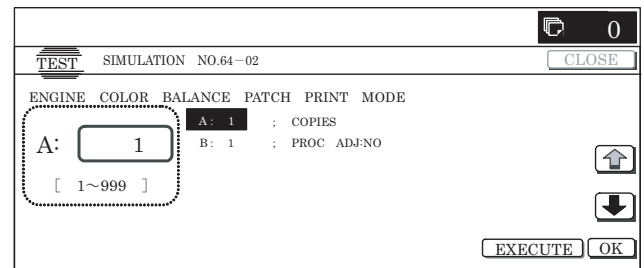 0
TEST SIMULATION NO.64－02 CLOSE
ENGINE COLOR BALANCE PATCH PRINT MODE
A: 1 ; COPIES
B: 1 ; PROC ADJ:NO
A: 1
[ 1～999 ]
EXECUTE OK